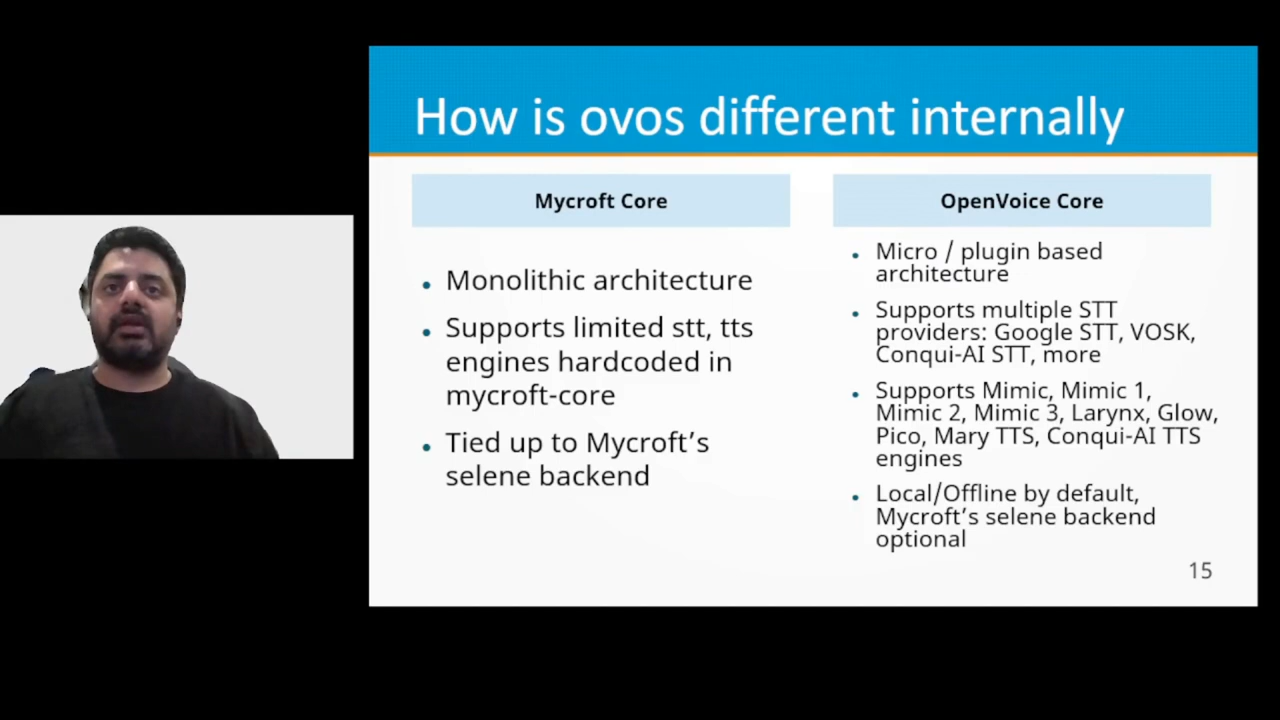 How is ovos different internally
Mycroft Core
Monolithic architecture
Supports limited stt, tts
engines hardcoded in
mycroft-core
Tied up to Mycroft’s
selene backend
OpenVoice Core
Micro / plugin based
architecture
Supports multiple STT
providers: Google STT, VOSK,
Conqui-AI STT, more
Supports Mimic, Mimic 1,
Mimic 2, Mimic 3, Larynx, Glow,
Pico, Mary TTS, Conqui-AI TTS
engines
Local/Offline by default,
Mycroft’s selene backend
optional
15